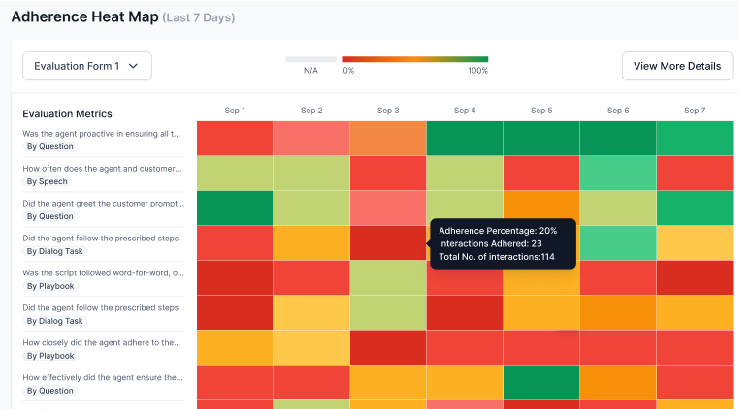 Adherence Heat Map (Last 7 Days)
Evaluation Form 1
N/A
0%
100%
View More Details
Evaluation Metrics
Sep 1
Sep 2
Sep 3
Sep 4
Sep 5
Sep 6
Sep 7
Was the agent proactive in ensuring all t...
By Question
How often does the agent and customer...
By Speech
Did the agent greet the customer prompt...
By Question
Did the agent follow the prescribed steps
By Dialog Task
Was the script followed word-for-word, o...
By Playbook
Did the agent follow the prescribed steps
By Dialog Task
How closely did the agent adhere to the...
By Playbook
How effectively did the agent ensure the...
By Question
Adherence Percentage: 20%
Interactions Adhered: 23
Total No. of interactions:114